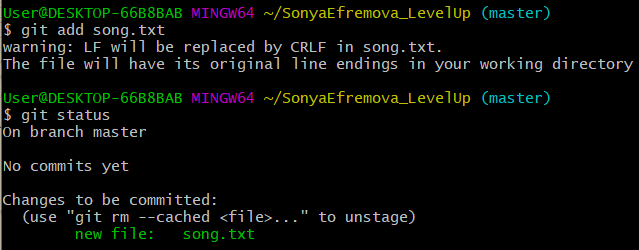 User@DESKTOP-66B8BAB MINGW64 ~/SonyaEfremova_LevelUp (master)
$ git add song.txt
warning: LF will be replaced by CRLF in song.txt.
The file will have its original line endings in your working directory
User@DESKTOP-66B8BAB MINGW64 ~/SonyaEfremova_LevelUp (master)
$ git status
On branch master
No commits yet
Changes to be committed:
(use "git rm --cached <file>..." to unstage)
new file: song.txt